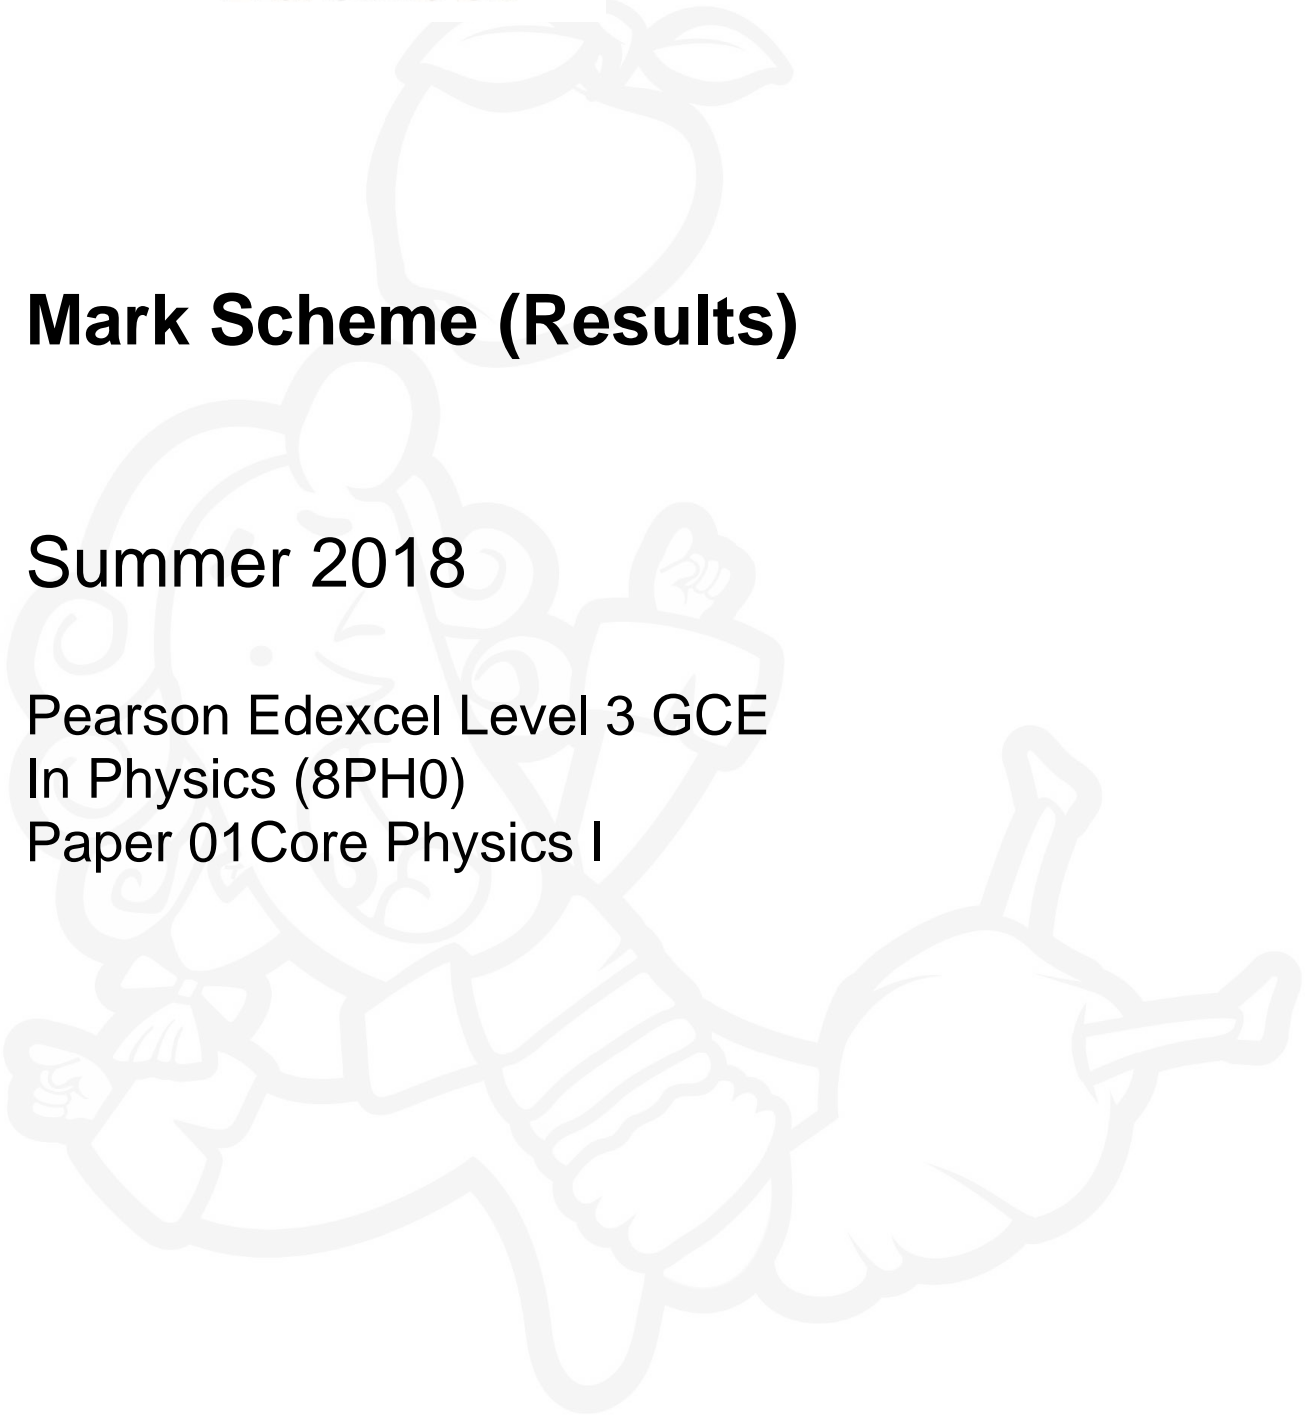 Mark Scheme (Results)
Summer 2018
Pearson Edexcel Level 3 GCE
In Physics (8PH0)
Paper 01Core Physics I